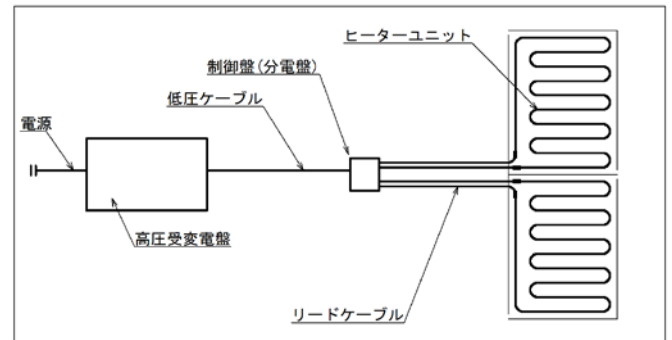 ヒーターユニット
制御盤(分電盤)
低圧ケーブル
電源
高圧受変電盤
リードケーブル